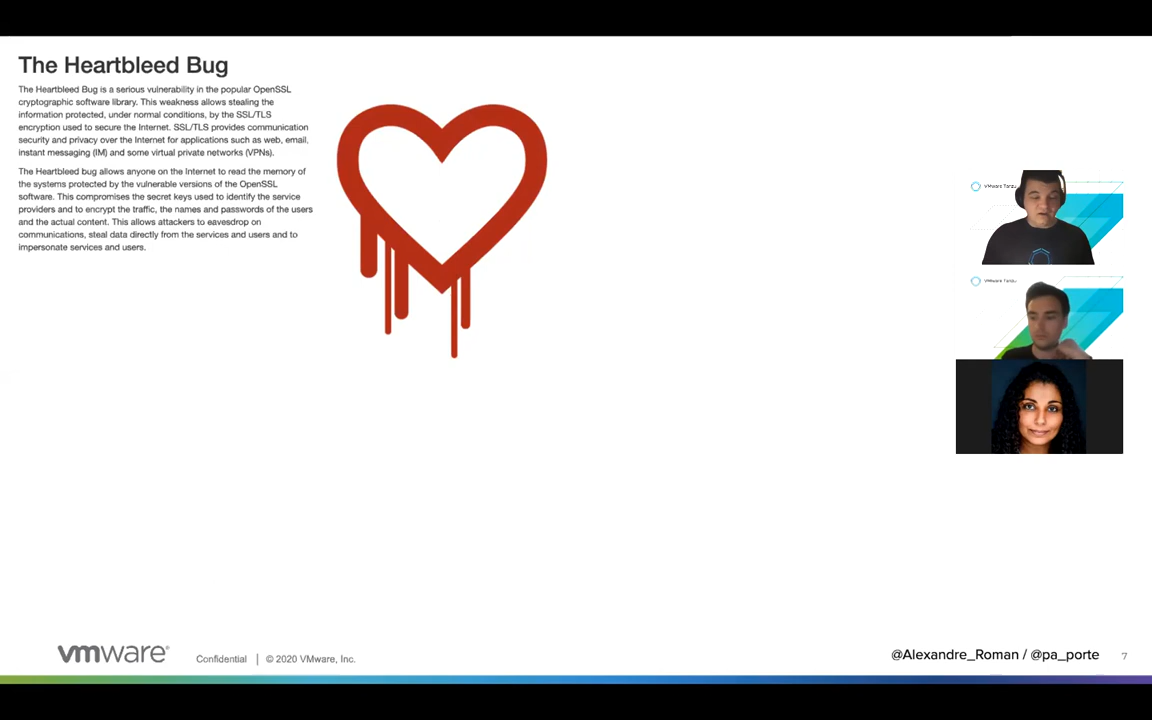 The Heartbleed Bug
The Heartbleed Bug is a serious vulnerability in the popular OpenSSL
cryptographic software library. This weakness allows stealing the
information protected, under normal conditions, by the SSL/TLS
encryption used to secure the Internet. SSL/TLS provides communication
security and privacy over the Internet for applications such as web, email,
instant messaging (IM) and some virtual private networks (VPNs).
The Heartbleed bug allows anyone on the Internet to read the memory of
the systems protected by the vulnerable versions of the OpenSSL
software. This compromises the secret keys used to identify the service
providers and to encrypt the traffic, the names and passwords of the users
and the actual content. This allows attackers to eavesdrop on
communications, steal data directly from the services and users and to
impersonate services and users.
VMware Tanzu
VMware Tanzu
vmware®
Confidential | © 2020 VMware, Inc.
@Alexandre_Roman / @pa_porte
7